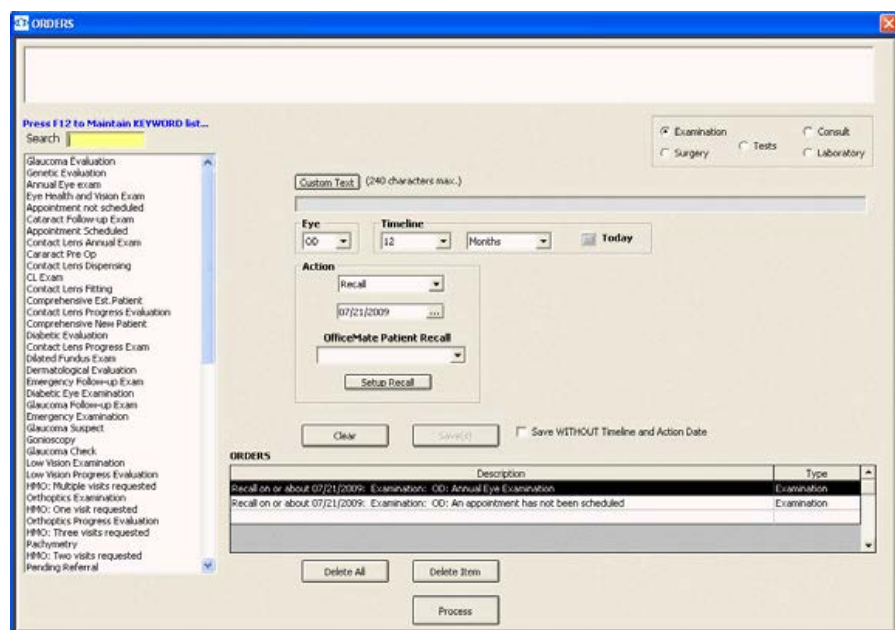 ORDERS
Press F12 to Maintain KEYWORD list...
Search
Examination
Consult
Tests
Surgery
Laboratory
Glaucoma Evaluation
Genetic Evaluation
Annual Eye exam
Eye Health and Vision Exam
Appointment not scheduled
Cataract Follow-up Exam
Appointment Scheduled
Contact Lens Annual Exam
Cararact Pre Op
Contact Lens Dispensing
CL Exam
Contact Lens Fitting
Comprehensive Est.Patient
Contact Lens Progress Evaluation
Comprehensive New Patient
Diabetic Evaluation
Contact Lens Progress Exam
Dilated Fundus Exam
Dermatological Evaluation
Emergency Follow-up Exam
Diabetic Eye Examination
Glaucoma Follow-up Exam
Emergency Examination
Glaucoma Suspect
Gonioscopy
Glaucoma Check
Low Vision Examination
Low Vision Progress Evaluation
HMO: Multiple visits requested
Orthoptics Examination
HMO: One visit requested
Orthoptics Progress Evaluation
HMO: Three visits requested
Pachymetry
HMO: Two visits requested
Pending Referral
Custom Text (240 characters max.)
Eye
Timeline
OD
12
Months
Today
Action
Recall
07/21/2009
...
OfficeMate Patient Recall
Setup Recall
Clear
Save(s)
Save WITHOUT Timeline and Action Date
ORDERS
Description Type
Recall on or about 07/21/2009: Examination: OD: Annual Eye Examination Examination
Recall on or about 07/21/2009: Examination: OD: An appointment has not been scheduled Examination
Delete All
Delete Item
Process